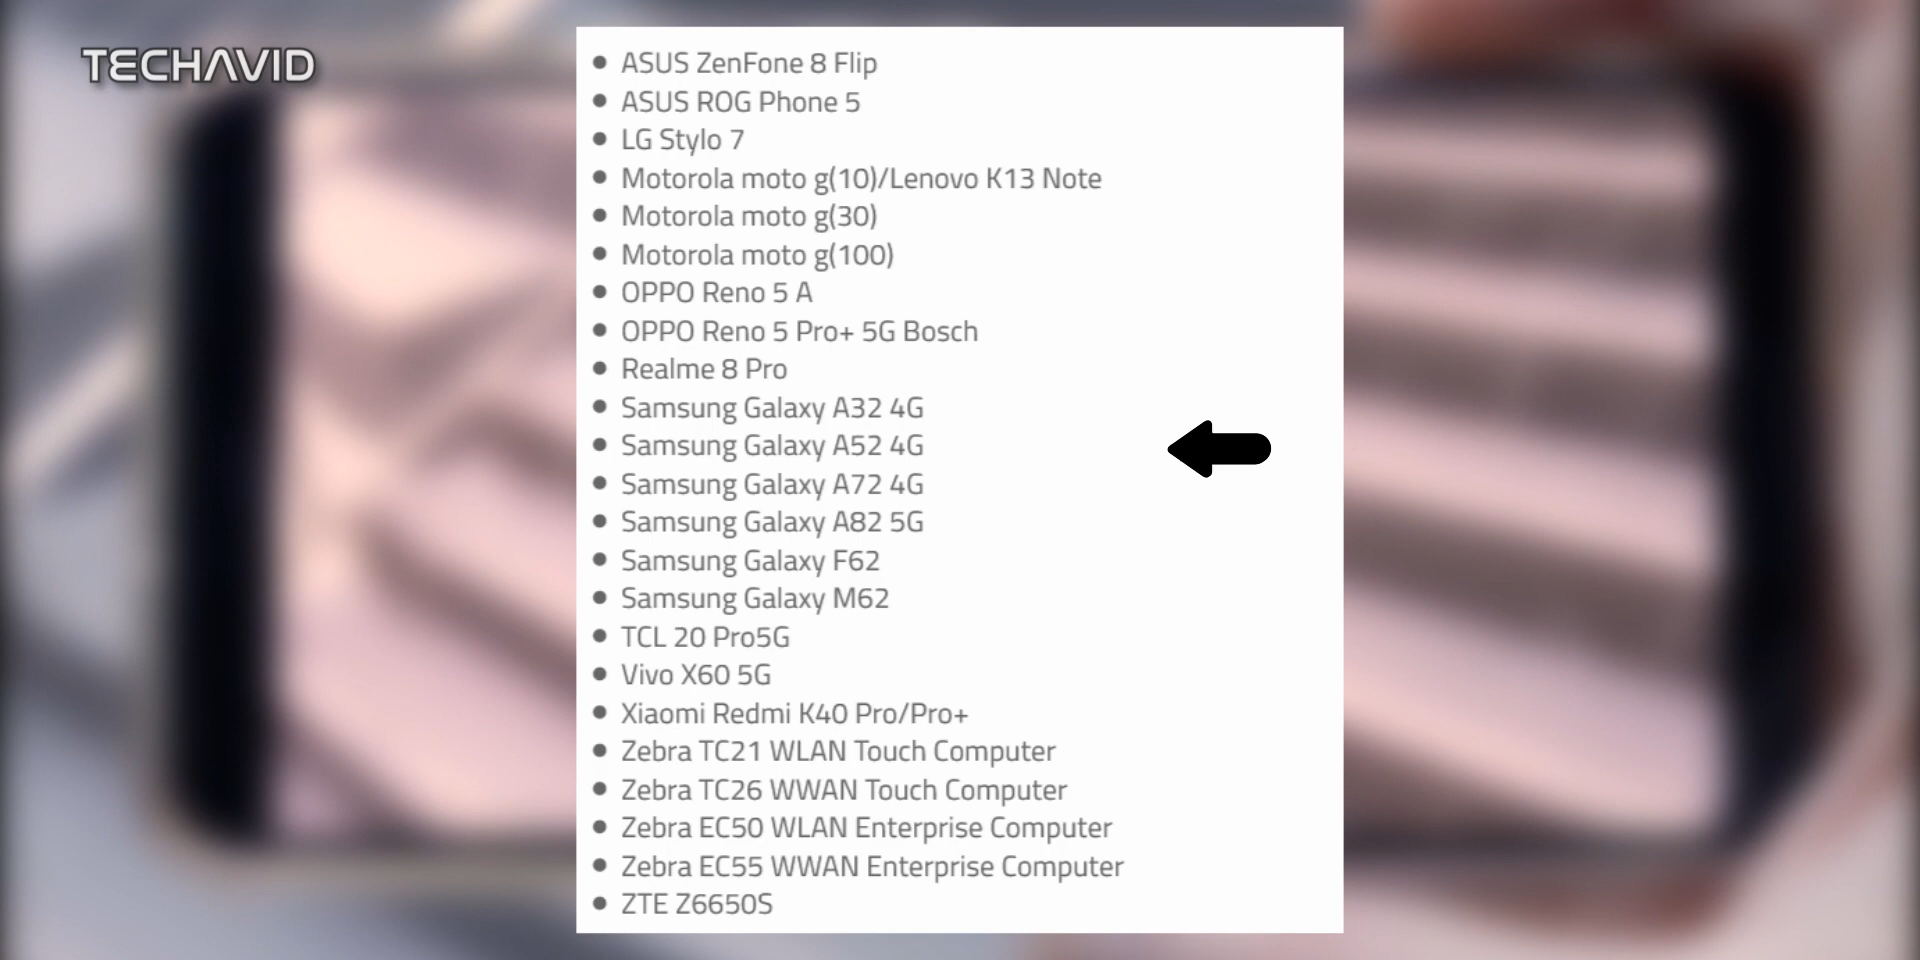 TECHAVID
ASUS ZenFone 8 Flip
ASUS ROG Phone 5
LG Stylo 7
Motorola moto g(10)/Lenovo K13 Note
Motorola moto g(30)
Motorola moto g(100)
OPPO Reno 5 A
OPPO Reno 5 Pro+ 5G Bosch
Realme 8 Pro
Samsung Galaxy A32 4G
Samsung Galaxy A52 4G
Samsung Galaxy A72 4G
Samsung Galaxy A82 5G
Samsung Galaxy F62
Samsung Galaxy M62
TCL 20 Pro5G
Vivo X60 5G
Xiaomi Redmi K40 Pro/Pro+
Zebra TC21 WLAN Touch Computer
Zebra TC26 WWAN Touch Computer
Zebra EC50 WLAN Enterprise Computer
Zebra EC55 WWAN Enterprise Computer
ZTE Z6650S